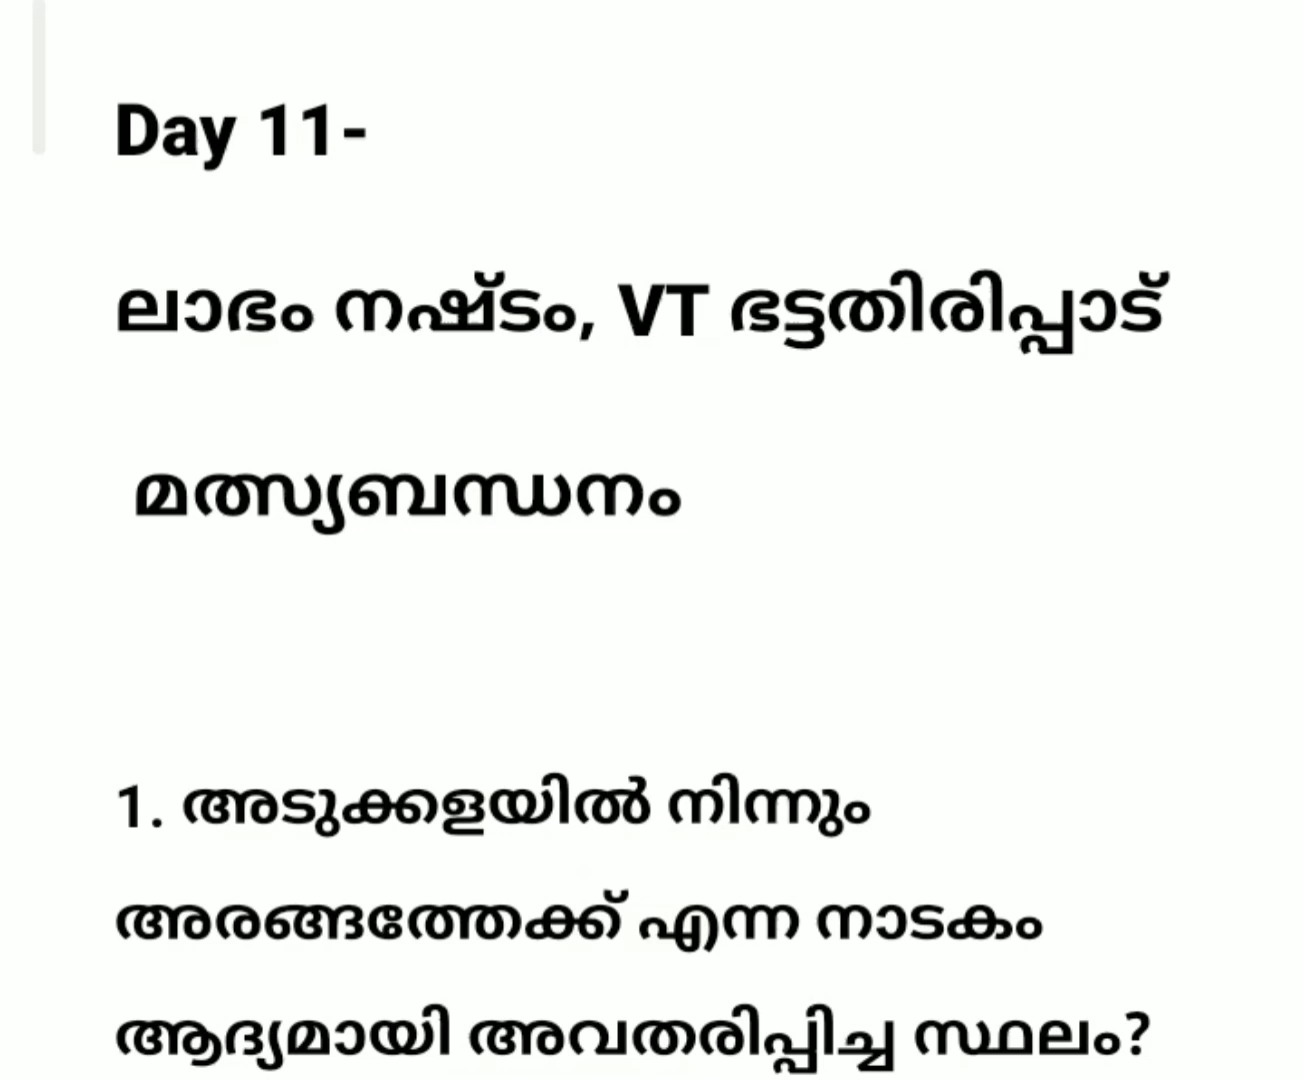 Day 11-
ലാഭം നഷ്ടം, VT ഭട്ടതിരിപ്പാട്
മത്സ്യബന്ധനം
1. അടുക്കളയിൽ നിന്നും
അരങ്ങത്തേക്ക് എന്ന നാടകം
ആദ്യമായി അവതരിപ്പിച്ച സ്ഥലം?